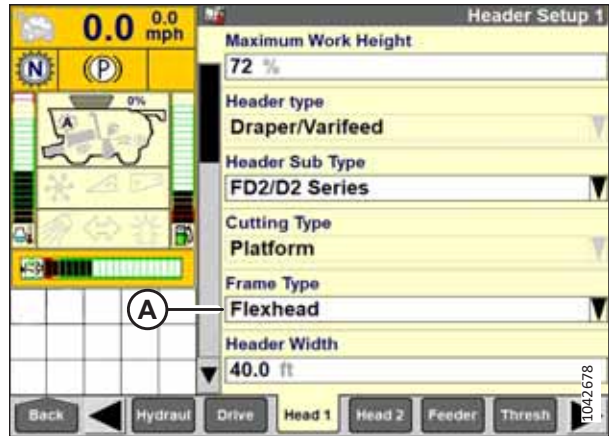 0.0 0.0 mph
N (P)
0%
A
Header Setup 1
Maximum Work Height
72 %
Header type
Draper/Varifeed
Header Sub Type
FD2/D2 Series
Cutting Type
Platform
Frame Type
A
Flexhead
Header Width
40.0 ft
1042678
Back Hydraul Drive Head 1 Head 2 Feeder Thresh